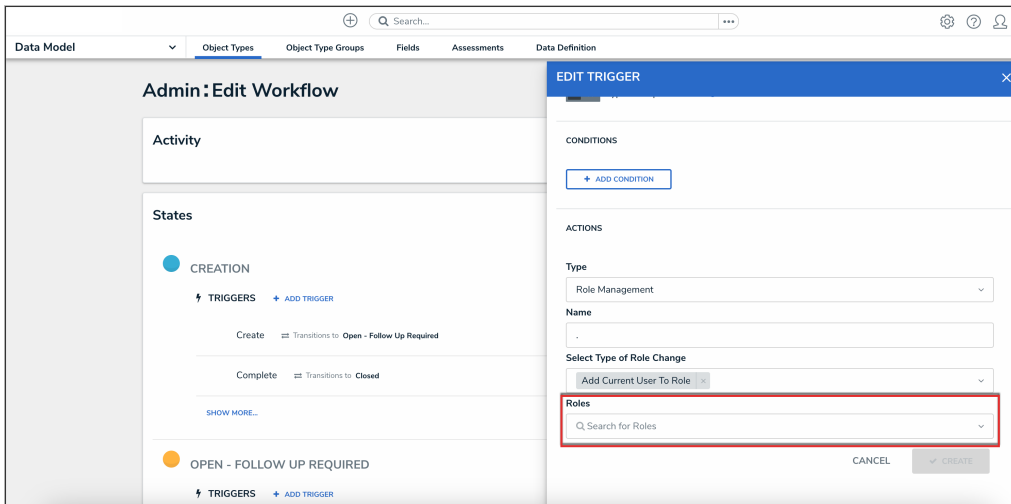 Search...
Data Model
Object Types
Object Type Groups
Fields
Assessments
Data Definition
Admin:Edit Workflow
Activity
States
CREATION
TRIGGERS
+ ADD TRIGGER
Create
Transitions to Open - Follow Up Required
Complete
Transitions to Closed
SHOW MORE...
OPEN - FOLLOW UP REQUIRED
TRIGGERS
+ ADD TRIGGER
EDIT TRIGGER
CONDITIONS
+ ADD CONDITION
ACTIONS
Type
Role Management
Name
.
Select Type of Role Change
Add Current User To Role ×
Roles
Search for Roles
CANCEL
✓ CREATE